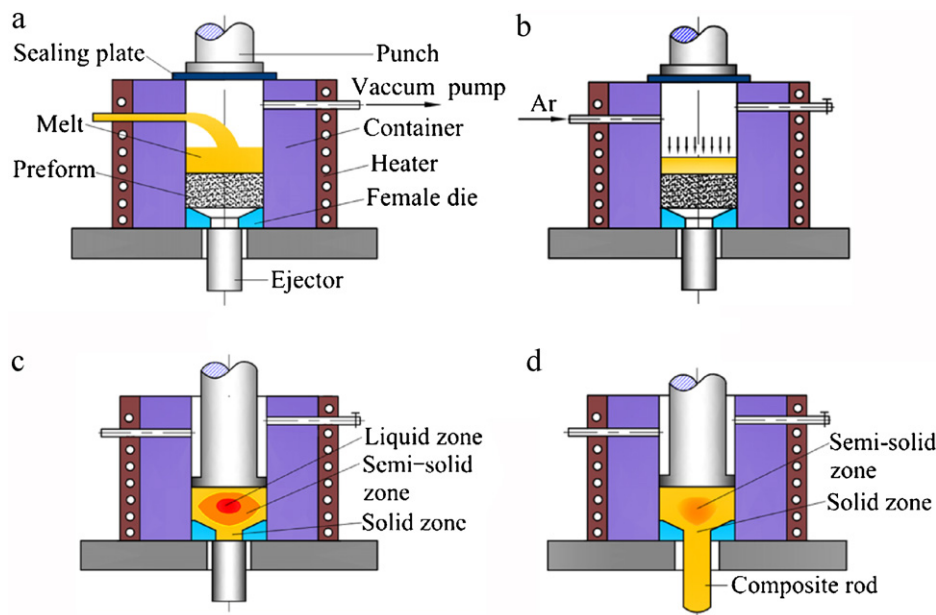 a
Sealing plate
Punch
Vaccum pump
Melt
Container
Preform
Heater
Female die
Ejector
b
Ar
c
Liquid zone
Semi-solid
zone
Solid zonc
d
Semi-solid
zone
Solid zone
Composite rod